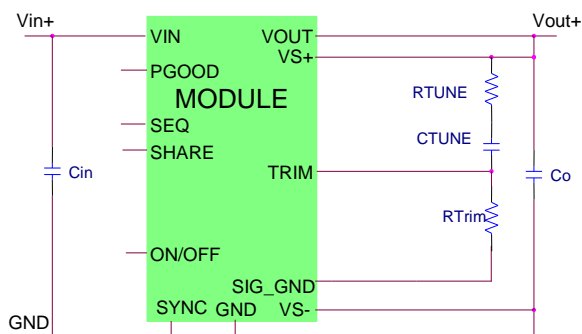 Vin+
Vout+
VIN
VOUT
VS+
PGOOD
RTUNE
MODULE
SEQ
CTUNE
SHARE
Cin
TRIM
Co
RTrim
ON/OFF
SIG_GND
SYNC
GND
VS-
GND